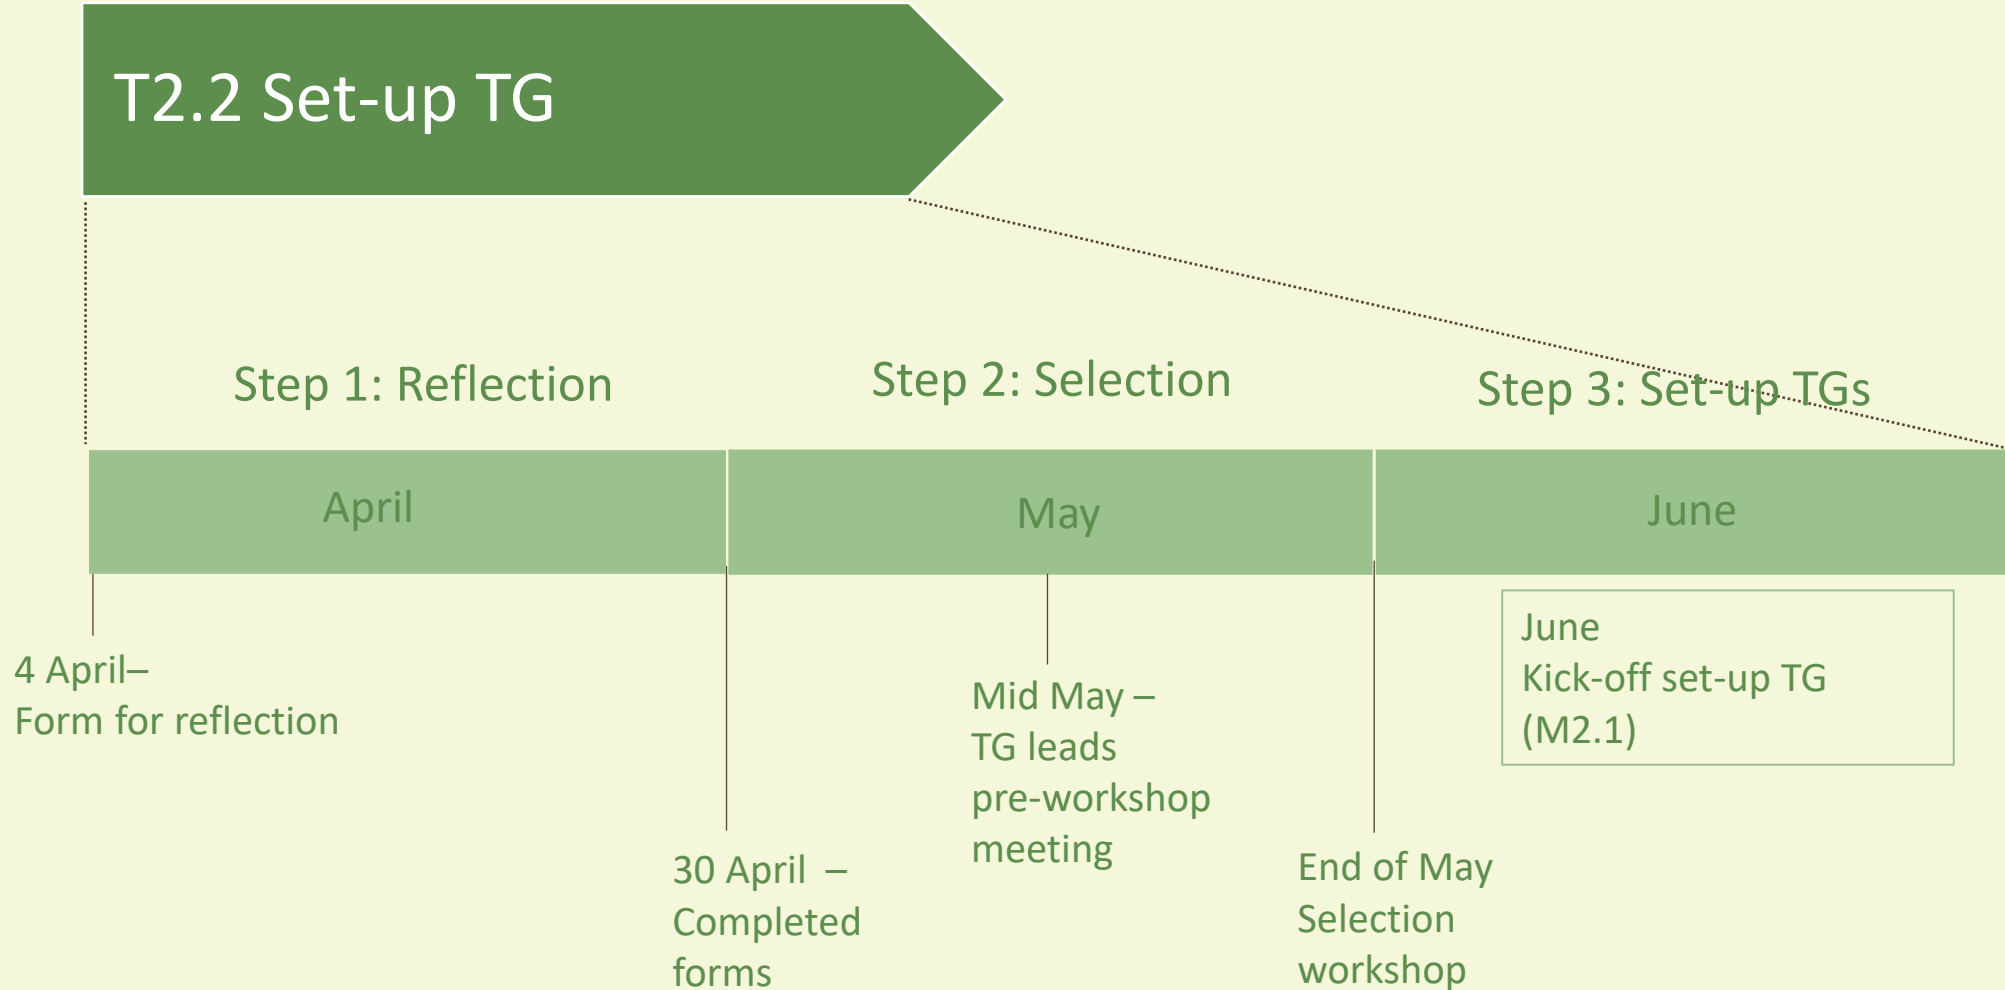 T2.2 Set-up TG
Step 1: Reflection
Step 2: Selection
Step 3: Set-up TGs
April
May
June
4 April–
Form for reflection
30 April –
Completed
forms
Mid May –
TG leads
pre-workshop
meeting
End of May
Selection
workshop
June
Kick-off set-up TG
(M2.1)